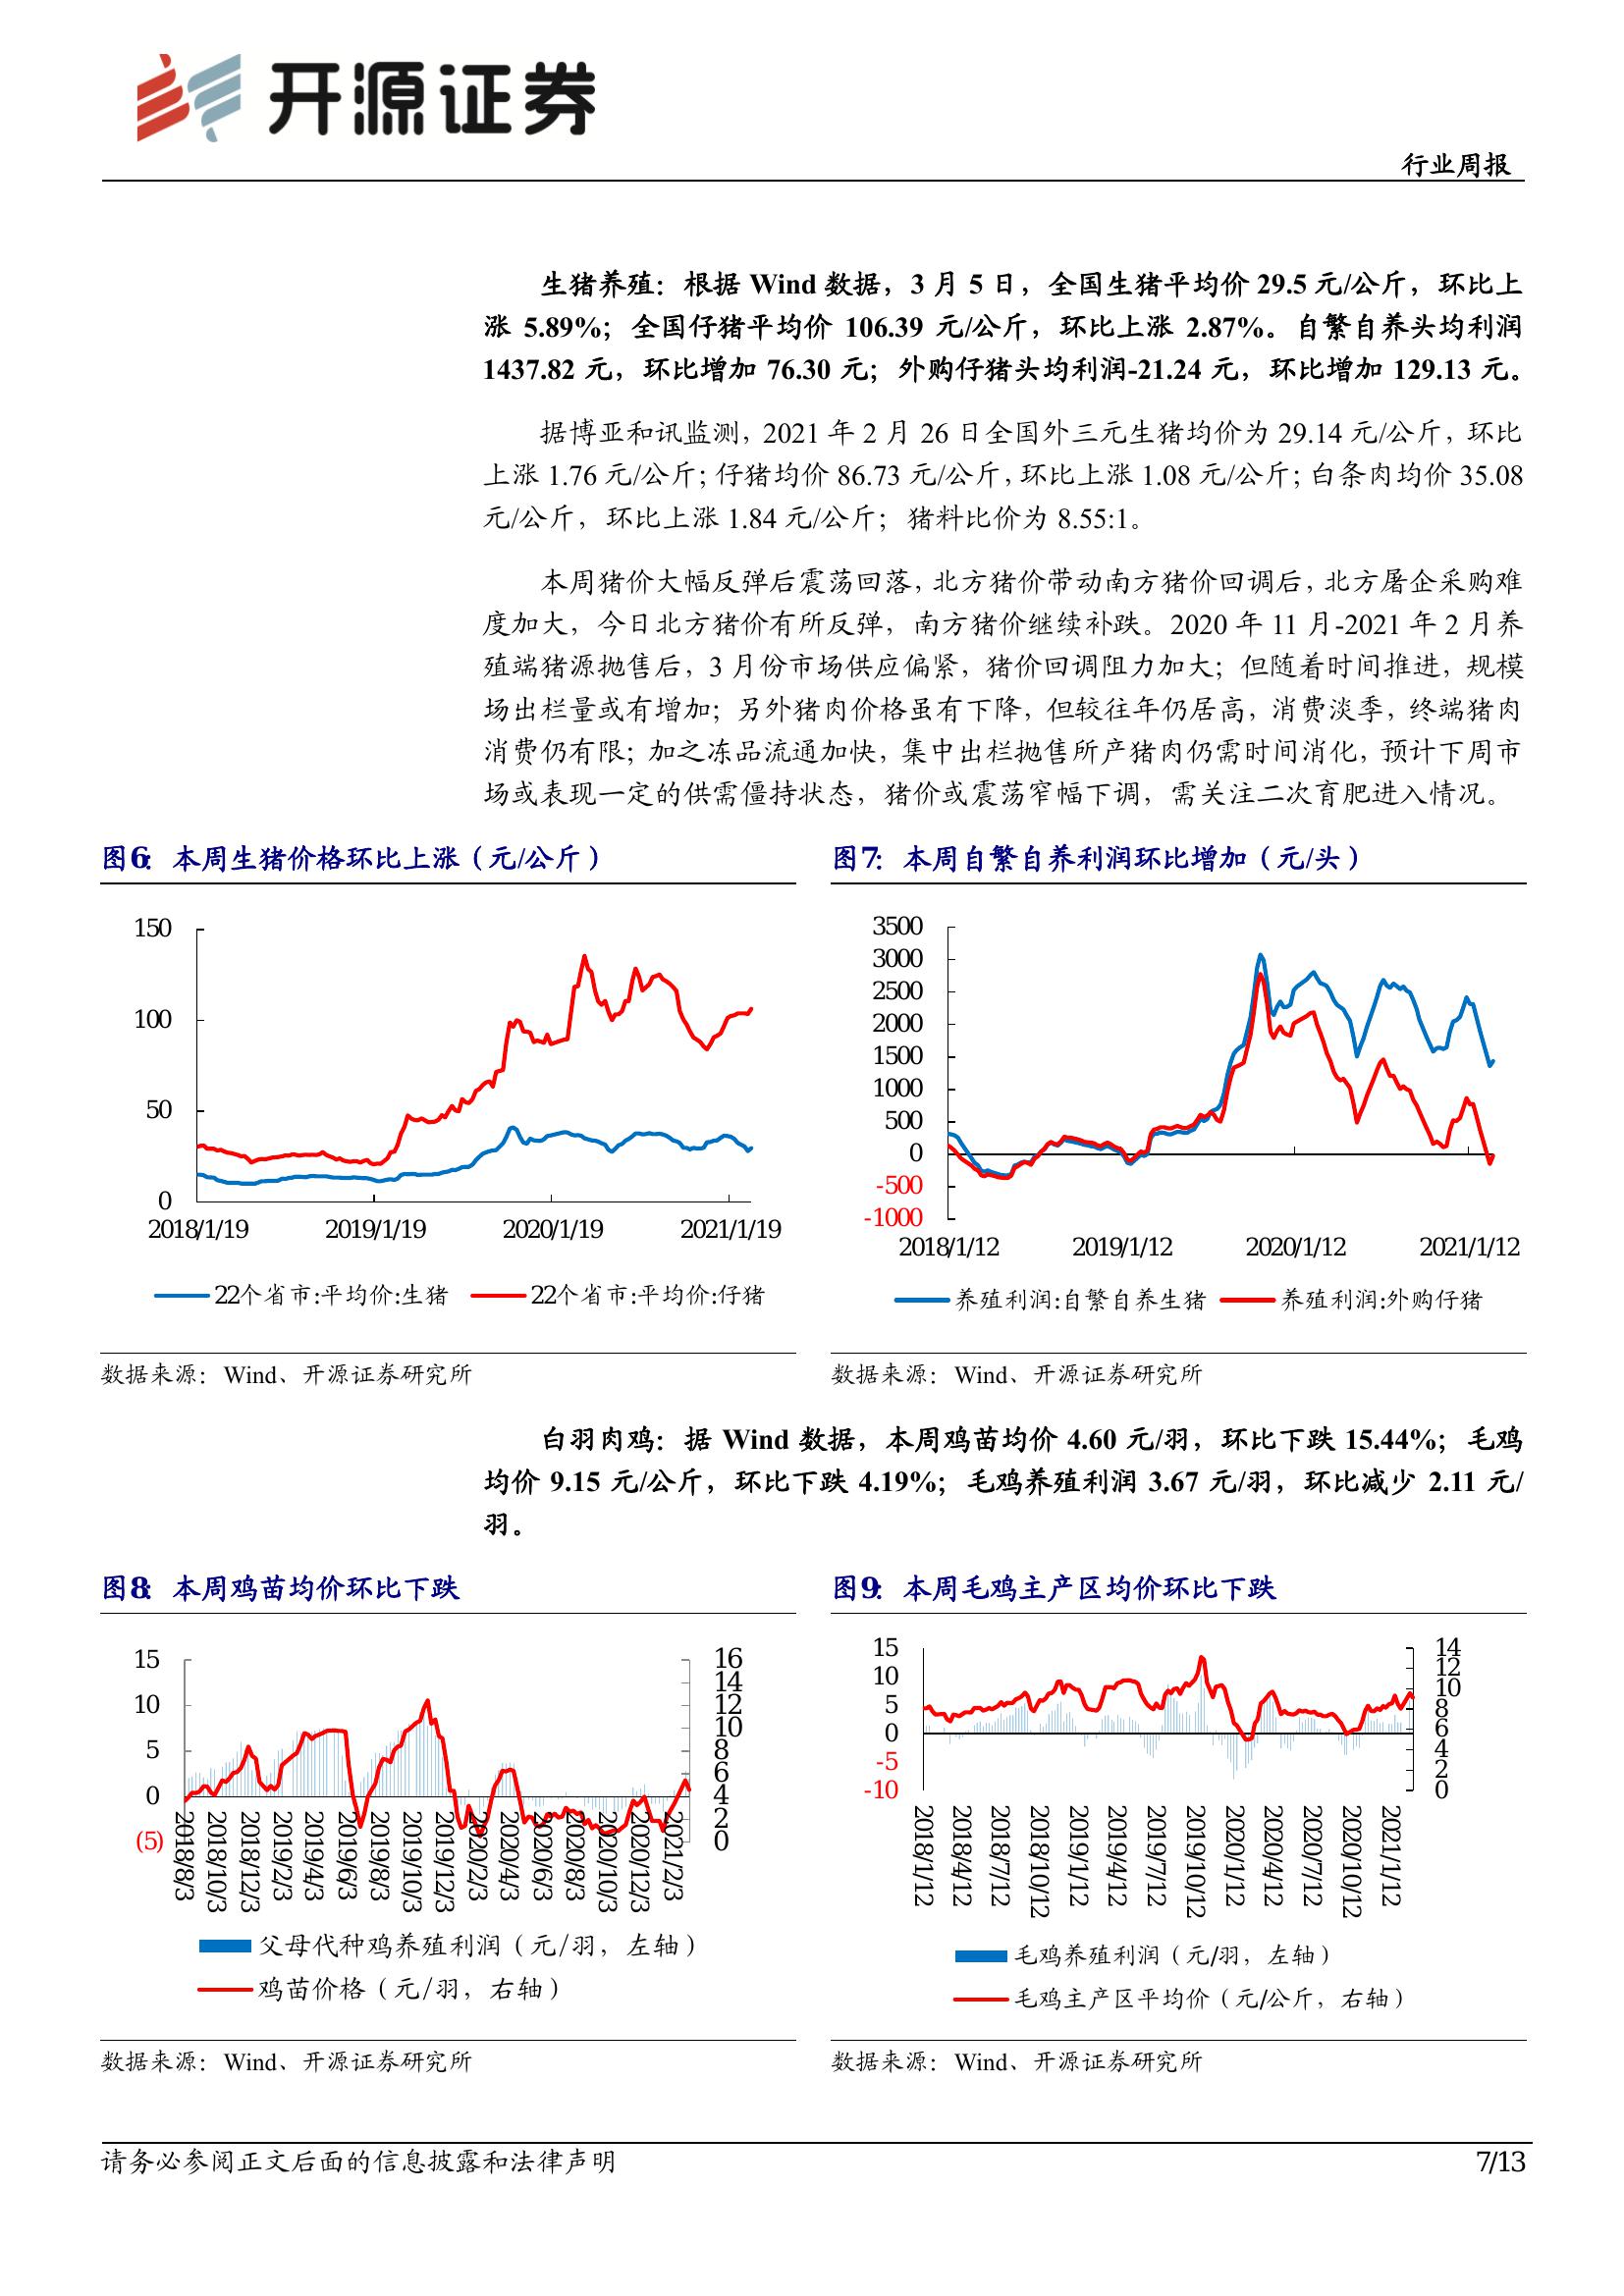 开源证券
行业周报
生猪养殖：根据 Wind 数据，3 月 5 日，全国生猪平均价 29.5 元/公斤，环比上
涨 5.89%；全国仔猪平均价 106.39 元/公斤，环比上涨 2.87%。自繁自养头均利润
1437.82 元，环比增加 76.30 元；外购仔猪头均利润-21.24 元，环比增加 129.13 元。
据博亚和讯监测，2021 年 2 月 26 日全国外三元生猪均价为 29.14 元/公斤，环比
上涨 1.76 元/公斤；仔猪均价 86.73 元/公斤，环比上涨 1.08 元/公斤；白条肉均价 35.08
元/公斤，环比上涨 1.84 元/公斤；猪料比价为 8.55:1。
本周猪价大幅反弹后震荡回落，北方猪价带动南方猪价回调后，北方屠企采购难
度加大，今日北方猪价有所反弹，南方猪价继续补跌。2020 年 11 月-2021 年 2 月养
殖端猪源抛售后，3 月份市场供应偏紧，猪价回调阻力加大；但随着时间推进，规模
场出栏量或有增加；另外猪肉价格虽有下降，但较往年仍居高，消费淡季，终端猪肉
消费仍有限；加之冻品流通加快，集中出栏抛售所产猪肉仍需时间消化，预计下周市
场或表现一定的供需僵持状态，猪价或震荡窄幅下调，需关注二次育肥进入情况。
图6：本周生猪价格环比上涨（元/公斤）
150
100
50
0
2018/1/19 2019/1/19 2020/1/19 2021/1/19
22个省市:平均价:生猪 22个省市:平均价:仔猪
数据来源：Wind、开源证券研究所
图7：本周自繁自养利润环比增加（元/头）
3500
3000
2500
2000
1500
1000
500
0
-500
-1000
2018/1/12 2019/1/12 2020/1/12 2021/1/12
养殖利润:自繁自养生猪 养殖利润:外购仔猪
数据来源：Wind、开源证券研究所
白羽肉鸡：据 Wind 数据，本周鸡苗均价 4.60 元/羽，环比下跌 15.44%；毛鸡
均价 9.15 元/公斤，环比下跌 4.19%；毛鸡养殖利润 3.67 元/羽，环比减少 2.11 元/
羽。
图8：本周鸡苗均价环比下跌
15
10
5
0
(5)
16
14
12
10
8
6
4
2
0
2018/8/3 2018/10/3 2018/12/3 2019/2/3 2019/4/3 2019/6/3 2019/8/3 2019/10/3 2019/12/3 2020/2/3 2020/4/3 2020/6/3 2020/8/3 2020/10/3 2020/12/3 2021/2/3
父母代种鸡养殖利润（元/羽，左轴）
鸡苗价格（元/羽，右轴）
数据来源：Wind、开源证券研究所
图9：本周毛鸡主产区均价环比下跌
15
10
5
0
-5
-10
14
12
10
8
6
4
2
0
2018/1/12 2018/4/12 2018/7/12 2018/10/12 2019/1/12 2019/4/12 2019/7/12 2019/10/12 2020/1/12 2020/4/12 2020/7/12 2020/10/12 2021/1/12
毛鸡养殖利润（元/羽，左轴）
毛鸡主产区平均价（元/公斤，右轴）
数据来源：Wind、开源证券研究所
请务必参阅正文后面的信息披露和法律声明
7/13